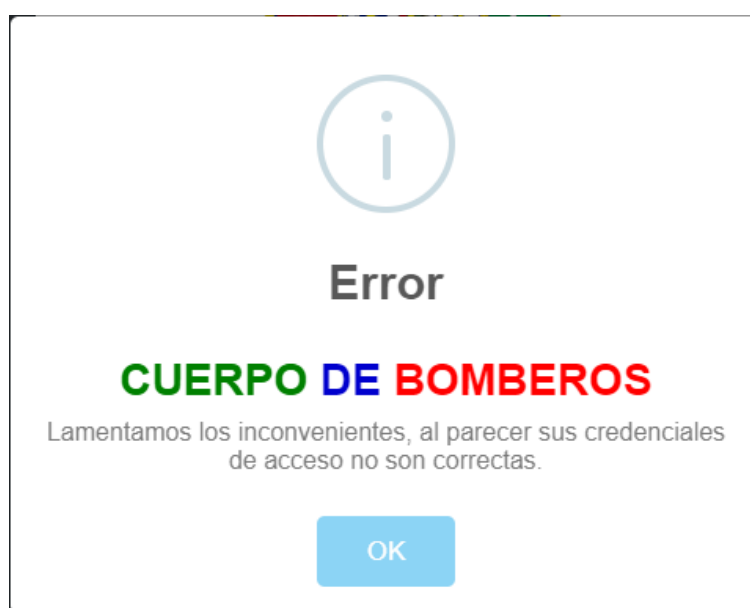 Error
CUERPO DE BOMBEROS
Lamentamos los inconvenientes, al parecer sus credenciales
de acceso no son correctas.
OK